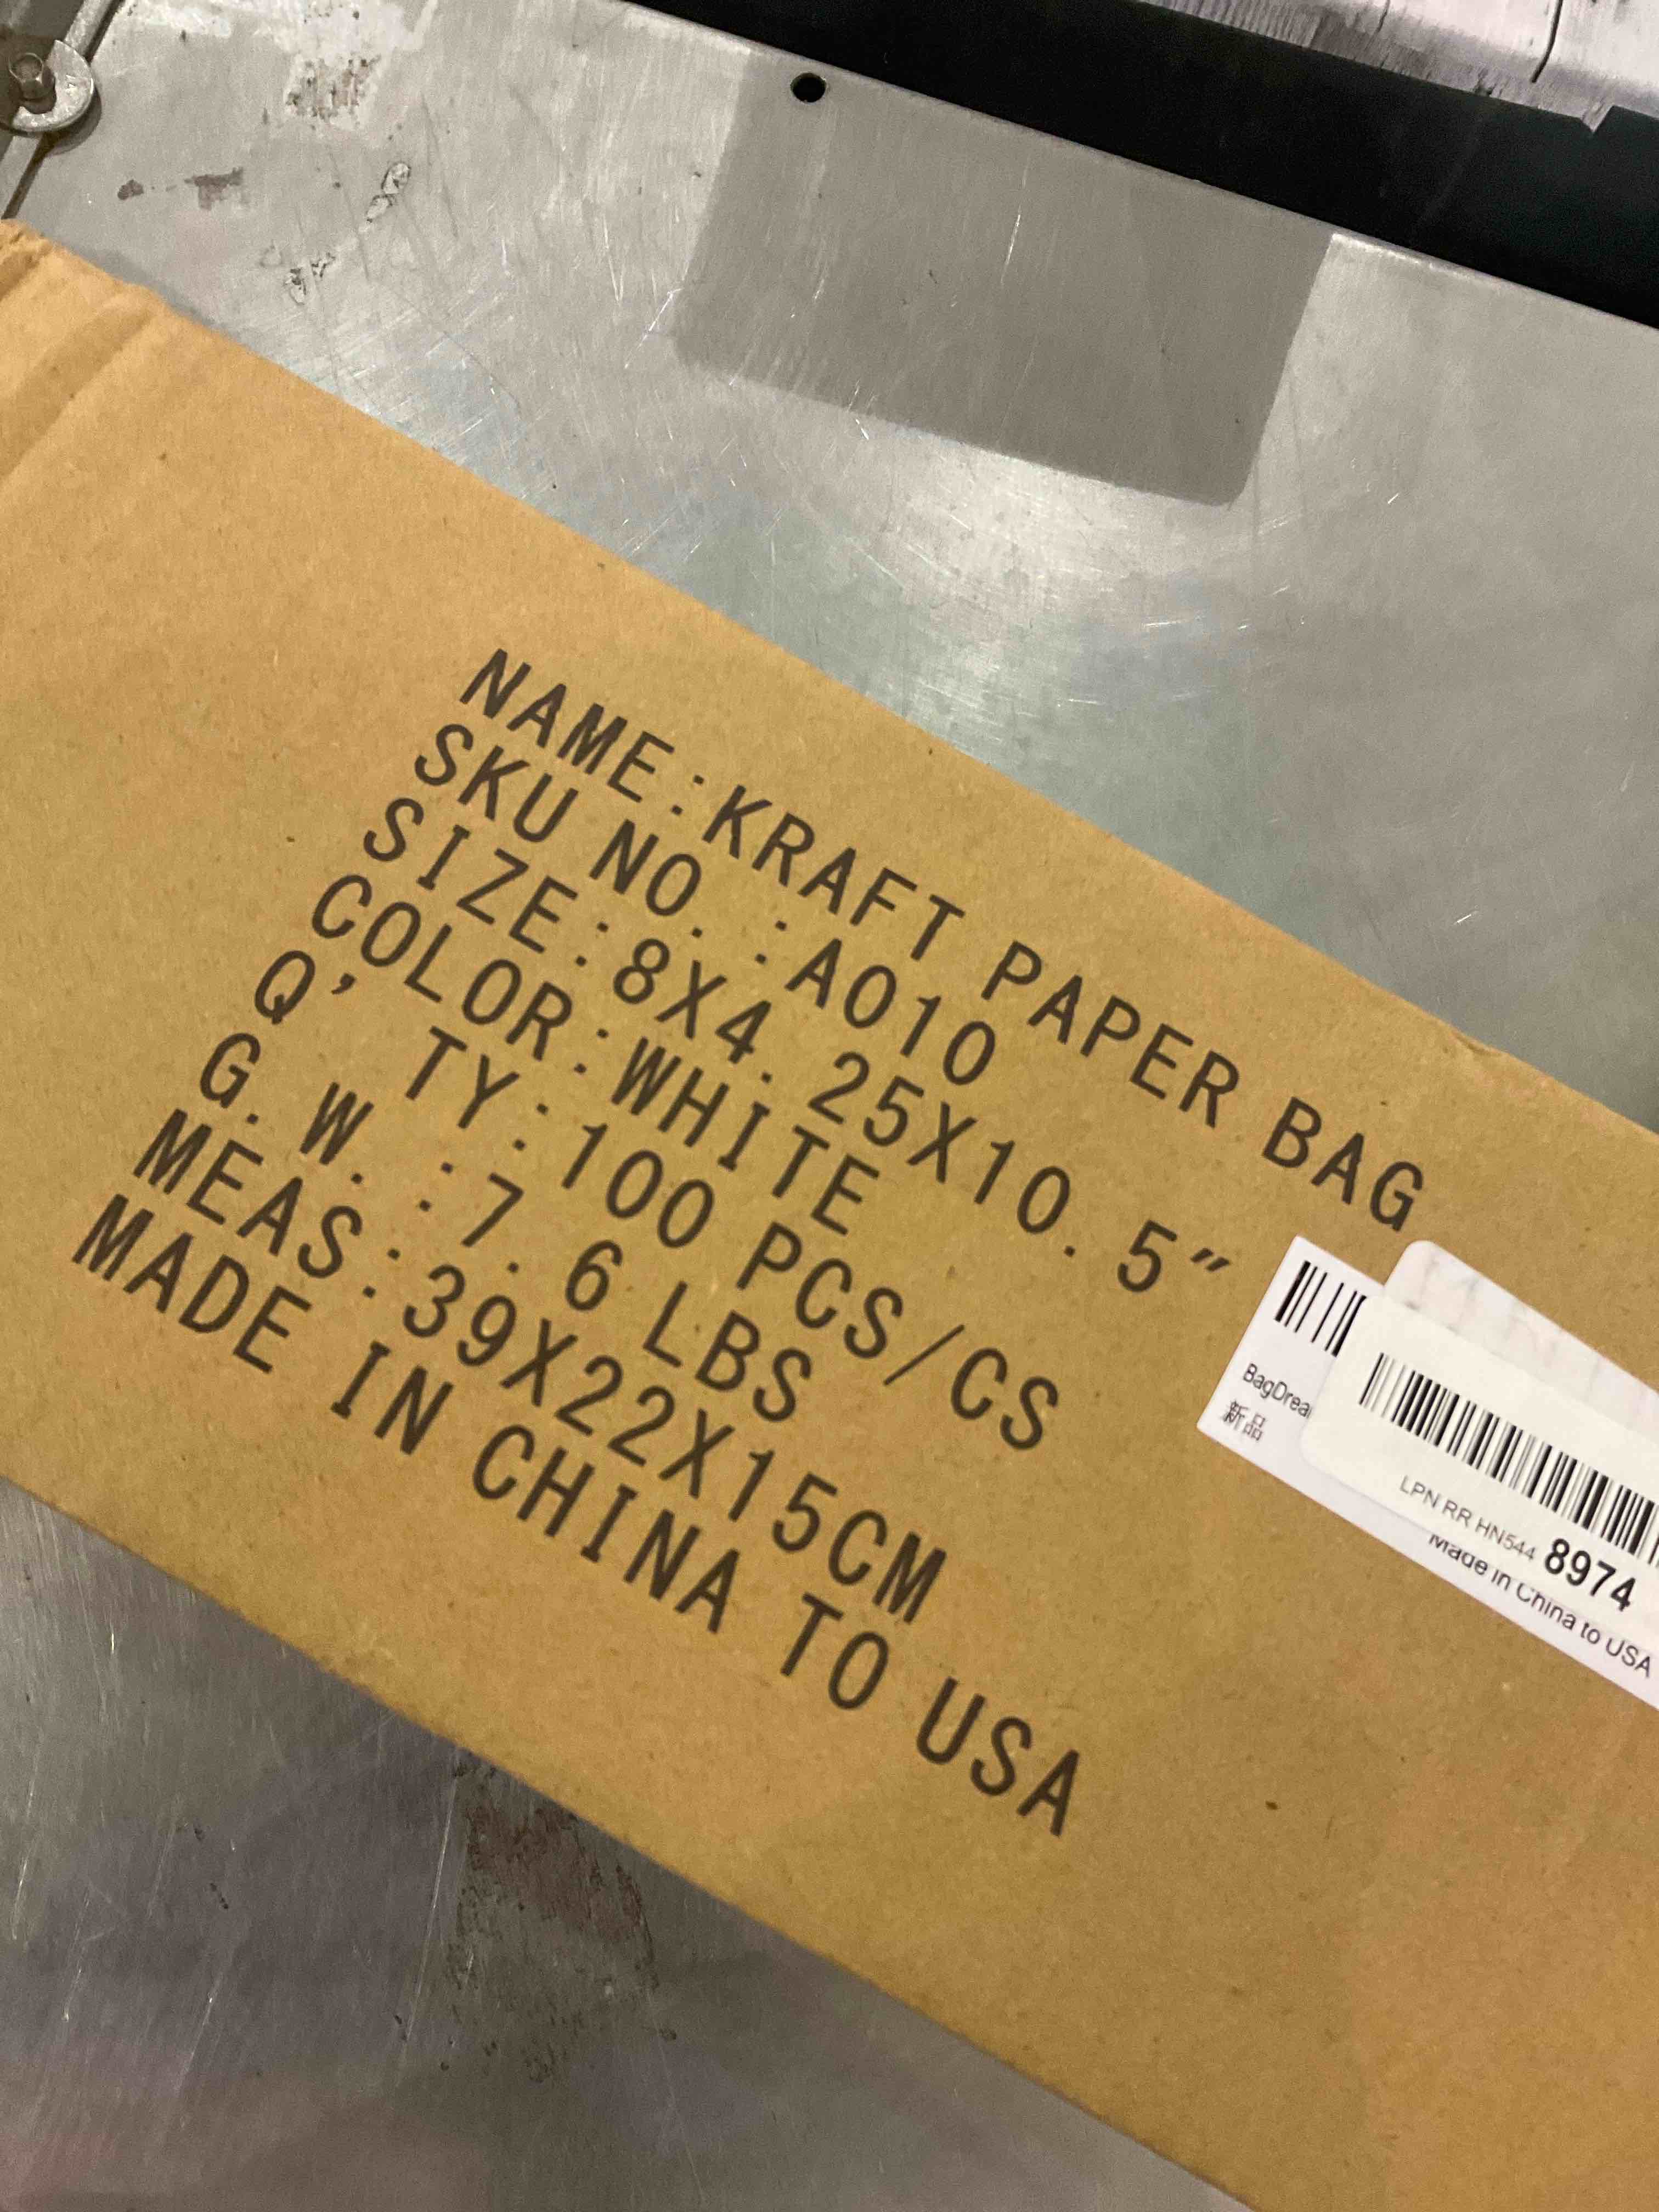 NAME:KRAFT PAPER BAG
SKU NO.:A010
SIZE:8X4.25X10.5"
COLOR:WHITE
Q'TY:100 PCS/CS
G.W.:7.6 LBS
MEAS:39X22X15CM
MADE IN CHINA TO USA
BagDrea
新品
LPN RR HN544 8974
Made in China to USA